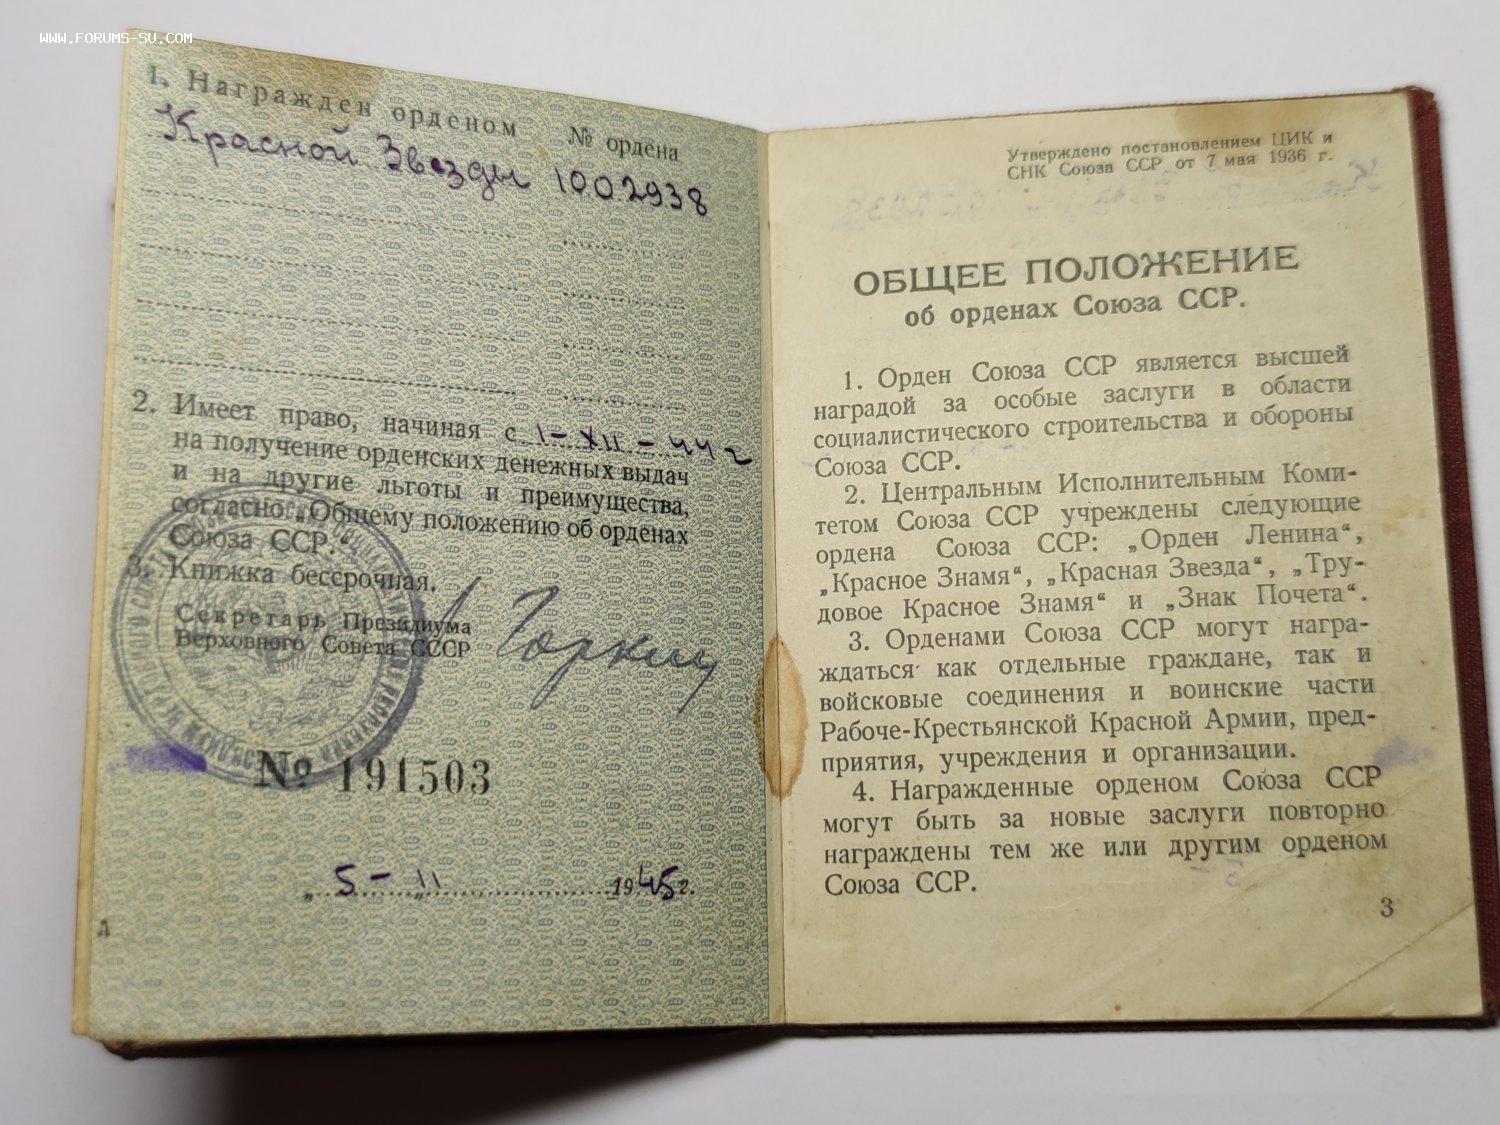 WWW.FORUMS-SU.COM
1. Награжден орденом № ордена
Красной Звезды 1002938
2. Имеет право, начиная с 1-XII-44г
на получение орденских денежных выдач
и на другие льготы и преимущества,
согласно „Общему положению об орденах
Союза ССР.“
3. Книжка бессрочная.
Секретарь Президиума
Верховного Совета СССР
Горкин
№ 191503
„5-II 1945г.
А
Утверждено постановлением ЦИК и
СНК Союза ССР от 7 мая 1936 г.
ОБЩЕЕ ПОЛОЖЕНИЕ
об орденах Союза ССР.
1. Орден Союза ССР является высшей
наградой за особые заслуги в области
социалистического строительства и обороны
Союза ССР.
2. Центральным Исполнительным Коми-
тетом Союза ССР учреждены следующие
ордена Союза ССР: „Орден Ленина“,
„Красное Знамя“, „Красная Звезда“, „Тру-
довое Красное Знамя“ и „Знак Почета“.
3. Орденами Союза ССР могут награ-
ждаться как отдельные граждане, так и
войсковые соединения и воинские части
Рабоче-Крестьянской Красной Армии, пред-
приятия, учреждения и организации.
4. Награжденные орденом Союза ССР
могут быть за новые заслуги повторно
награждены тем же или другим орденом
Союза ССР.
3